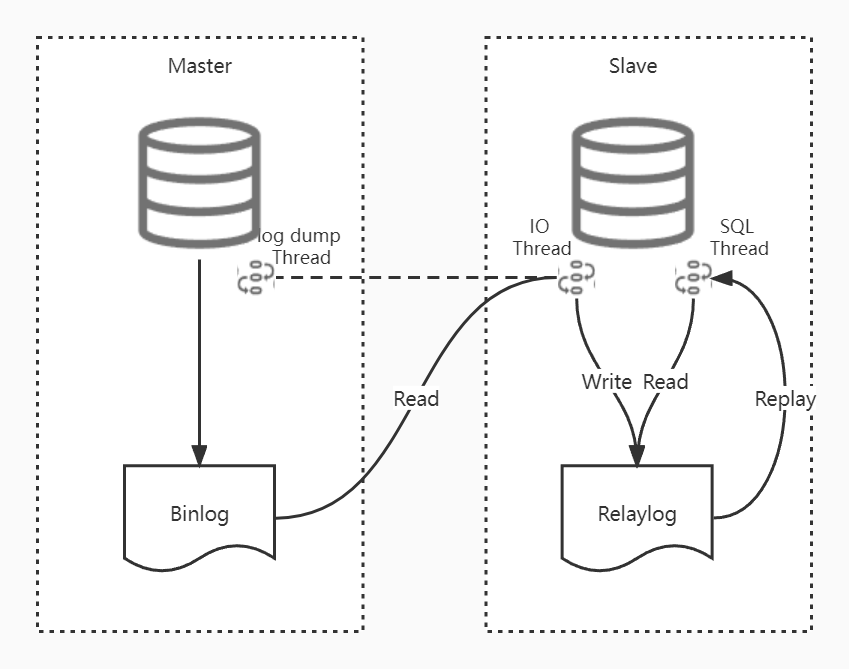 Master
Slave
log dump
Thread
IO
Thread
SQL
Thread
Read
Write
Read
Replay
Binlog
Relaylog